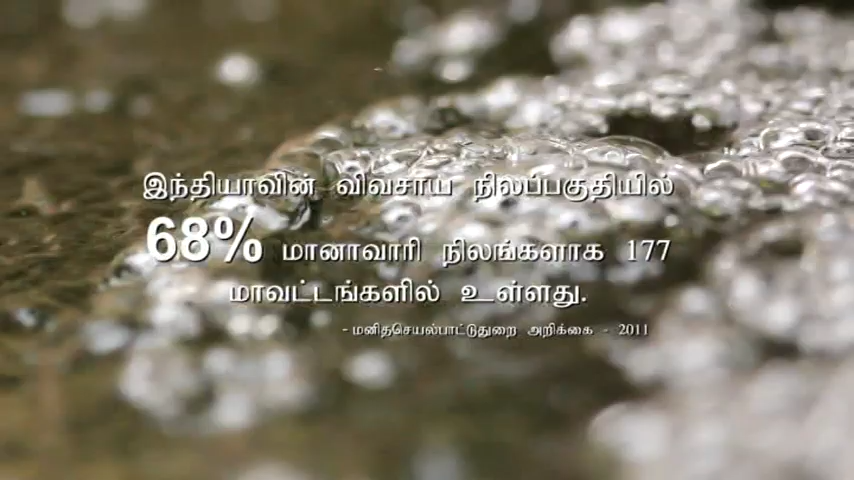 இந்தியாவின் விவசாய நிலப்பகுதியில்
68% மானாவாரி நிலங்களாக 177
மாவட்டங்களில் உள்ளது.
- மனிதசெயல்பாட்டுதுறை அறிக்கை - 2011